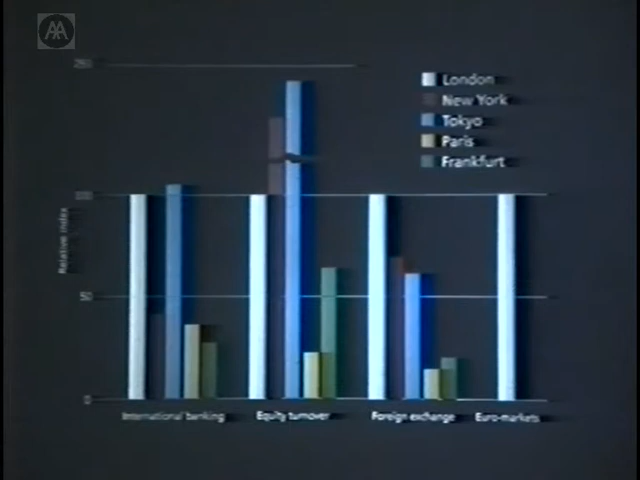 AA
London
New York
Tokyo
Paris
Frankfurt
100
Relative index
50
0
International banking
Equity turnover
Foreign exchange
Euro-markets